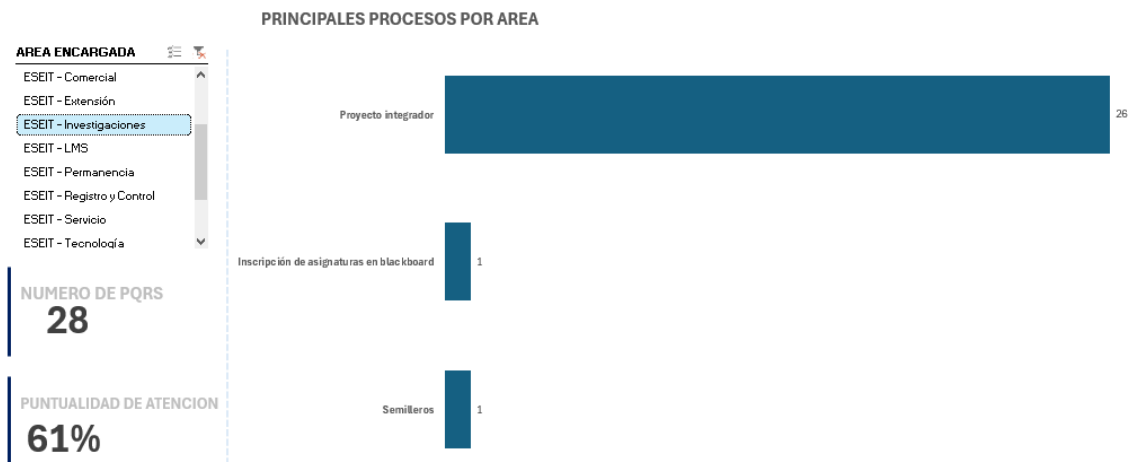 PRINCIPALES PROCESOS POR AREA
AREA ENCARGADA
ESEIT - Comercial
ESEIT - Extensión
ESEIT - Investigaciones
ESEIT - LMS
ESEIT - Permanencia
ESEIT - Registro y Control
ESEIT - Servicio
ESEIT - Tecnología
NUMERO DE PQRS
28
PUNTUALIDAD DE ATENCION
61%
Proyecto integrador
26
Inscripción de asignaturas en blackboard
1
Semilleros
1